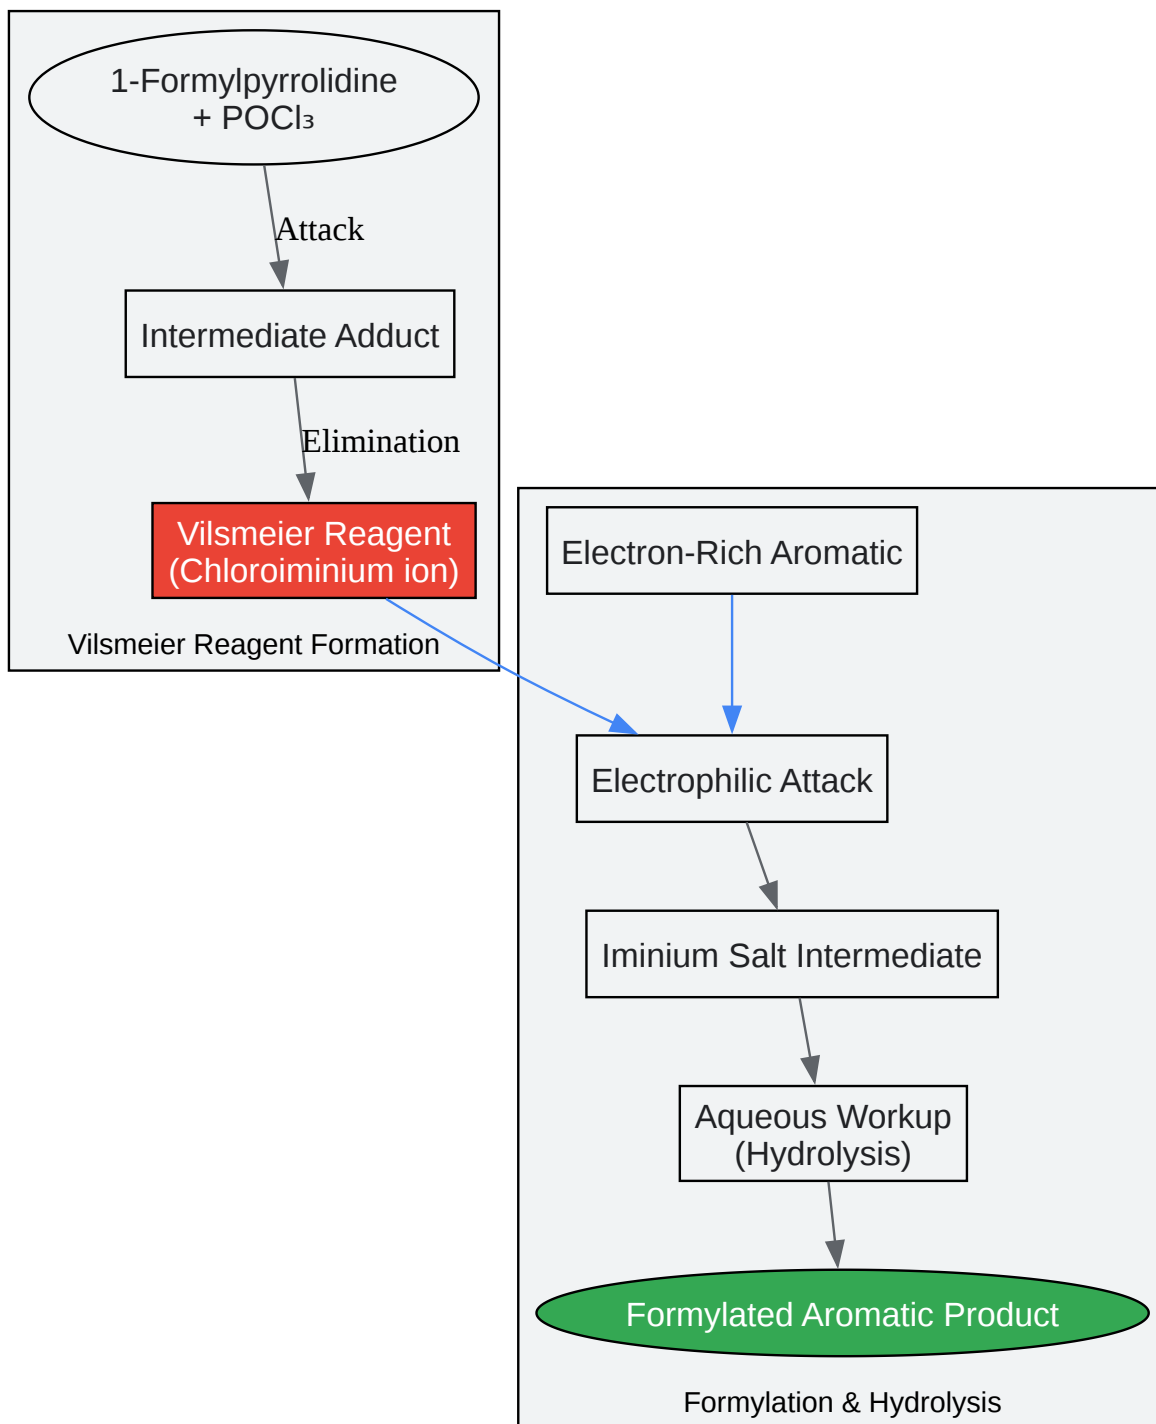 1-Formylpyrrolidine
+ POCl₃
Attack
Intermediate Adduct
Elimination
Vilsmeier Reagent
(Chloroiminium ion)
Vilsmeier Reagent Formation
Electron-Rich Aromatic
Electrophilic Attack
Iminium Salt Intermediate
Aqueous Workup
(Hydrolysis)
Formylated Aromatic Product
Formylation & Hydrolysis